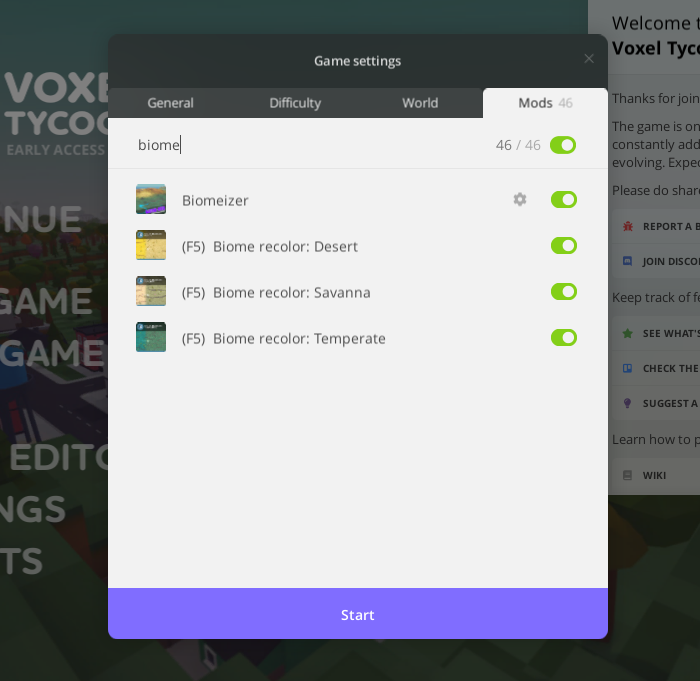 Game settings
General
Difficulty
World
Mods 46
biome
46 / 46
Biomeizer
(F5) Biome recolor: Desert
(F5) Biome recolor: Savanna
(F5) Biome recolor: Temperate
Start
VOXE
TYCOO
EARLY ACCESS
NUE
GAME
GAME
EDITO
NGS
TS
Welcome t
Voxel Tyc
Thanks for join
The game is on
constantly add
evolving. Expec
Please do share
REPORT A B
JOIN DISCO
Keep track of fe
SEE WHAT'S
CHECK THE
SUGGEST A
Learn how to p
WIKI